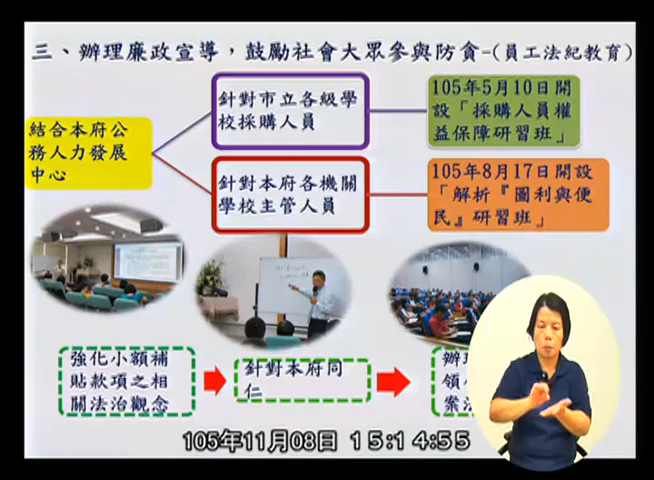 三、辦理廉政宣導，鼓勵社會大眾參與防貪-(員工法紀教育)
結合本府公
務人力發展
中心
針對市立各級學
校採購人員
105年5月10日開
設「採購人員權
益保障研習班」
針對本府各機關
學校主管人員
105年8月17日開設
「解析『圖利與便
民』研習班」
強化小額補
貼款項之相
關法治觀念
針對本府同
仁
辦理
領
案
105年11月08日 15:14:55